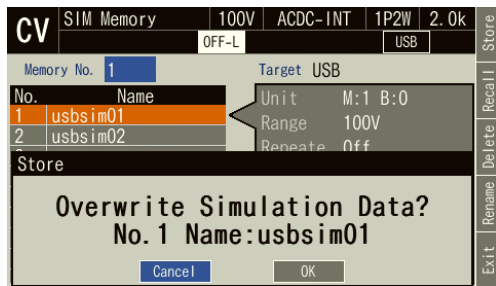 CV SIM Memory 100V ACDC-INT 1P2W 2.0k
OFF-L USB
Memory No. 1 Target USB
No. Name
1 usbsim01
2 usbsim02
Unit M:1 B:0
Range 100V
Repeate Off
Store
Overwrite Simulation Data?
No.1 Name:usbsim01
Cancel OK
Store
Recall
Delete
Rename
Exit